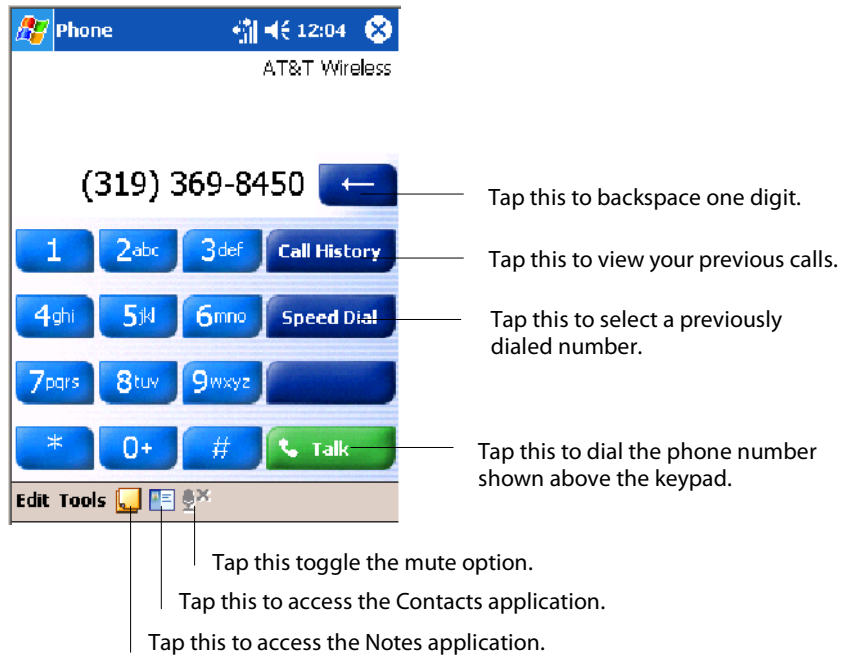 Phone 12:04
AT&T Wireless
(319) 369-8450
Tap this to backspace one digit.
1 2abc 3def Call History
Tap this to view your previous calls.
4ghi 5jkl 6mno Speed Dial
Tap this to select a previously
dialed number.
7pqrs 8tuv 9wxyz
* 0+ # Talk
Tap this to dial the phone number
shown above the keypad.
Edit Tools
Tap this toggle the mute option.
Tap this to access the Contacts application.
Tap this to access the Notes application.